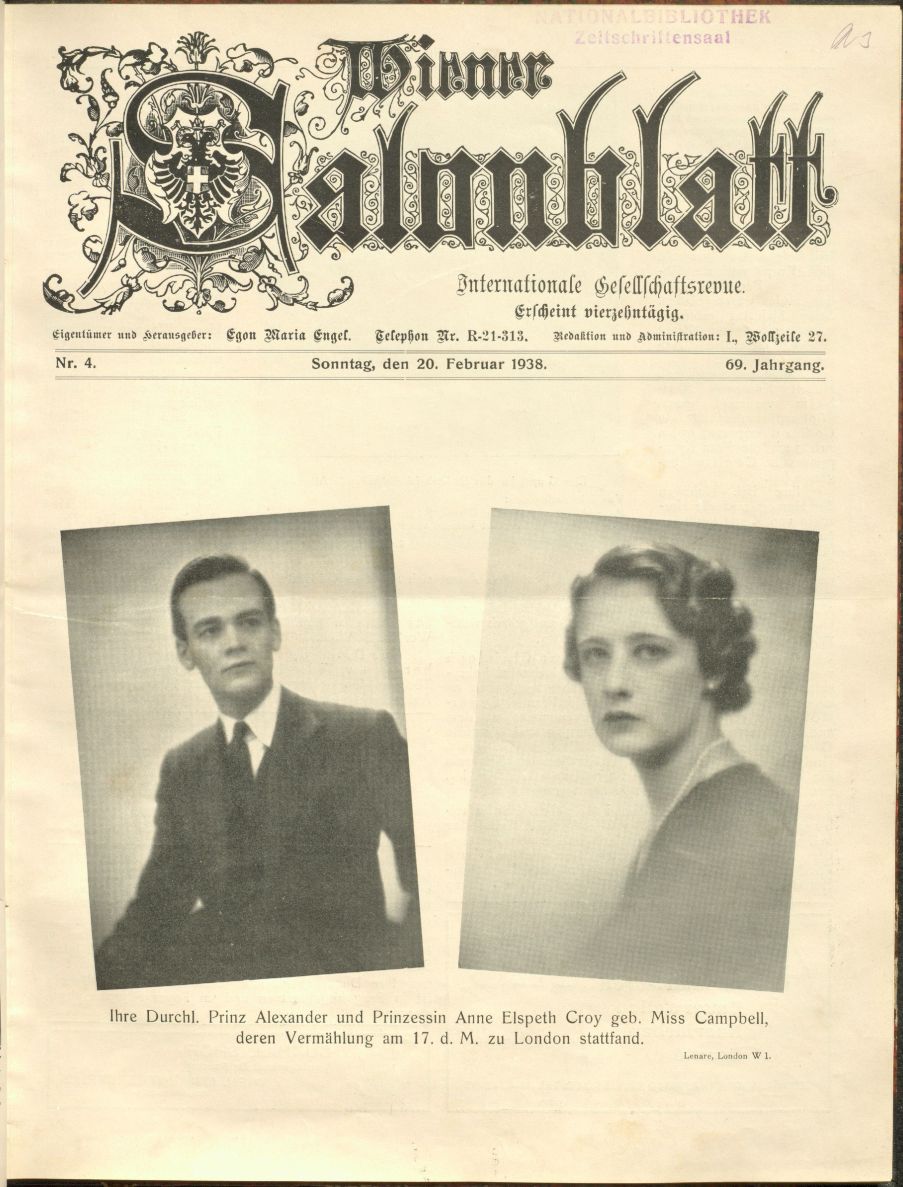 NATIONALBIBLIOTHEK
Zeitschriftensaal
Wiener
Salonblatt
Internationale Gesellschaftsrevue.
Erscheint vierzehntägig.
Eigentümer und Herausgeber: Egon Maria Engel. Telephon Nr. R-21-313. Redaktion und Administration: I., Wollzeile 27.
Nr. 4. Sonntag, den 20. Februar 1938. 69. Jahrgang.
Ihre Durchl. Prinz Alexander und Prinzessin Anne Elspeth Croy geb. Miss Campbell,
deren Vermählung am 17. d. M. zu London stattfand.
Lenare, London W 1.